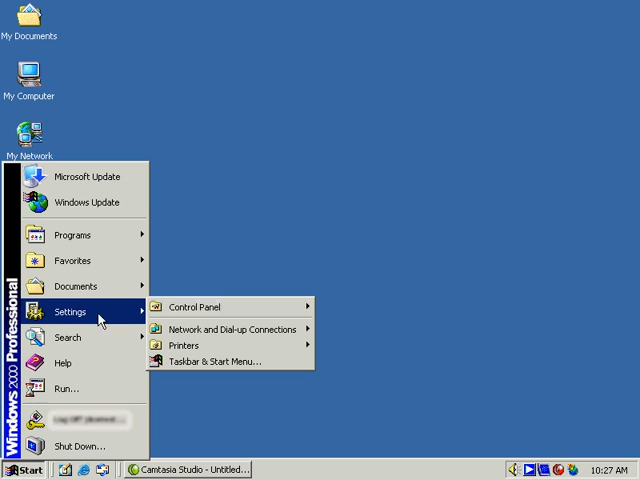 My Documents
My Computer
My Network
Microsoft Update
Windows Update
Programs
Favorites
Documents
Settings
Search
Help
Run...
Shut Down...
Windows 2000 Professional
Control Panel
Network and Dial-up Connections
Printers
Taskbar & Start Menu...
Start
Camtasia Studio - Untitled...
10:27 AM